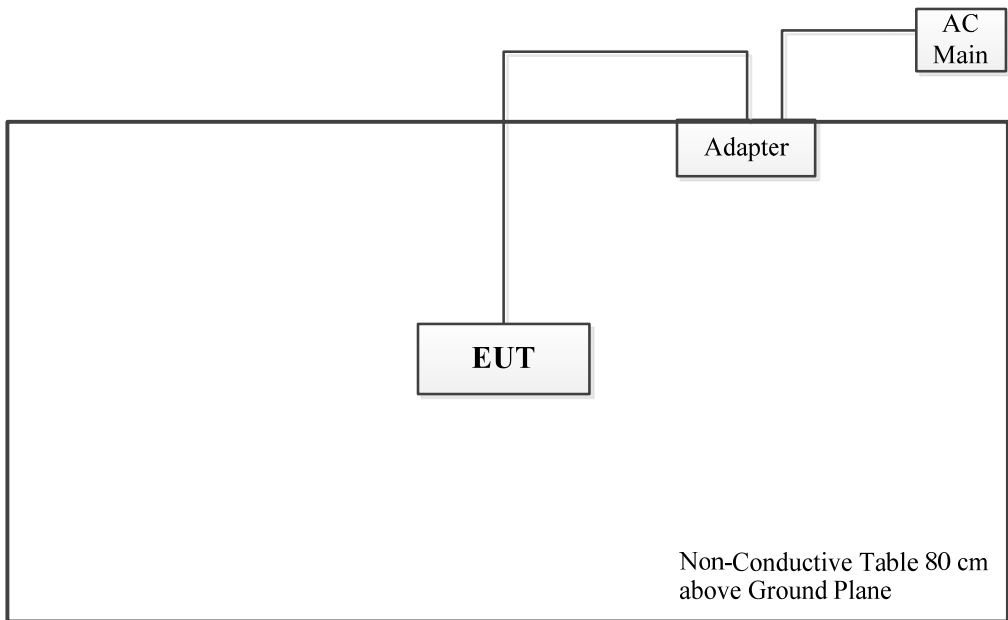 AC
Main
Adapter
EUT
Non-Conductive Table 80 cm
above Ground Plane